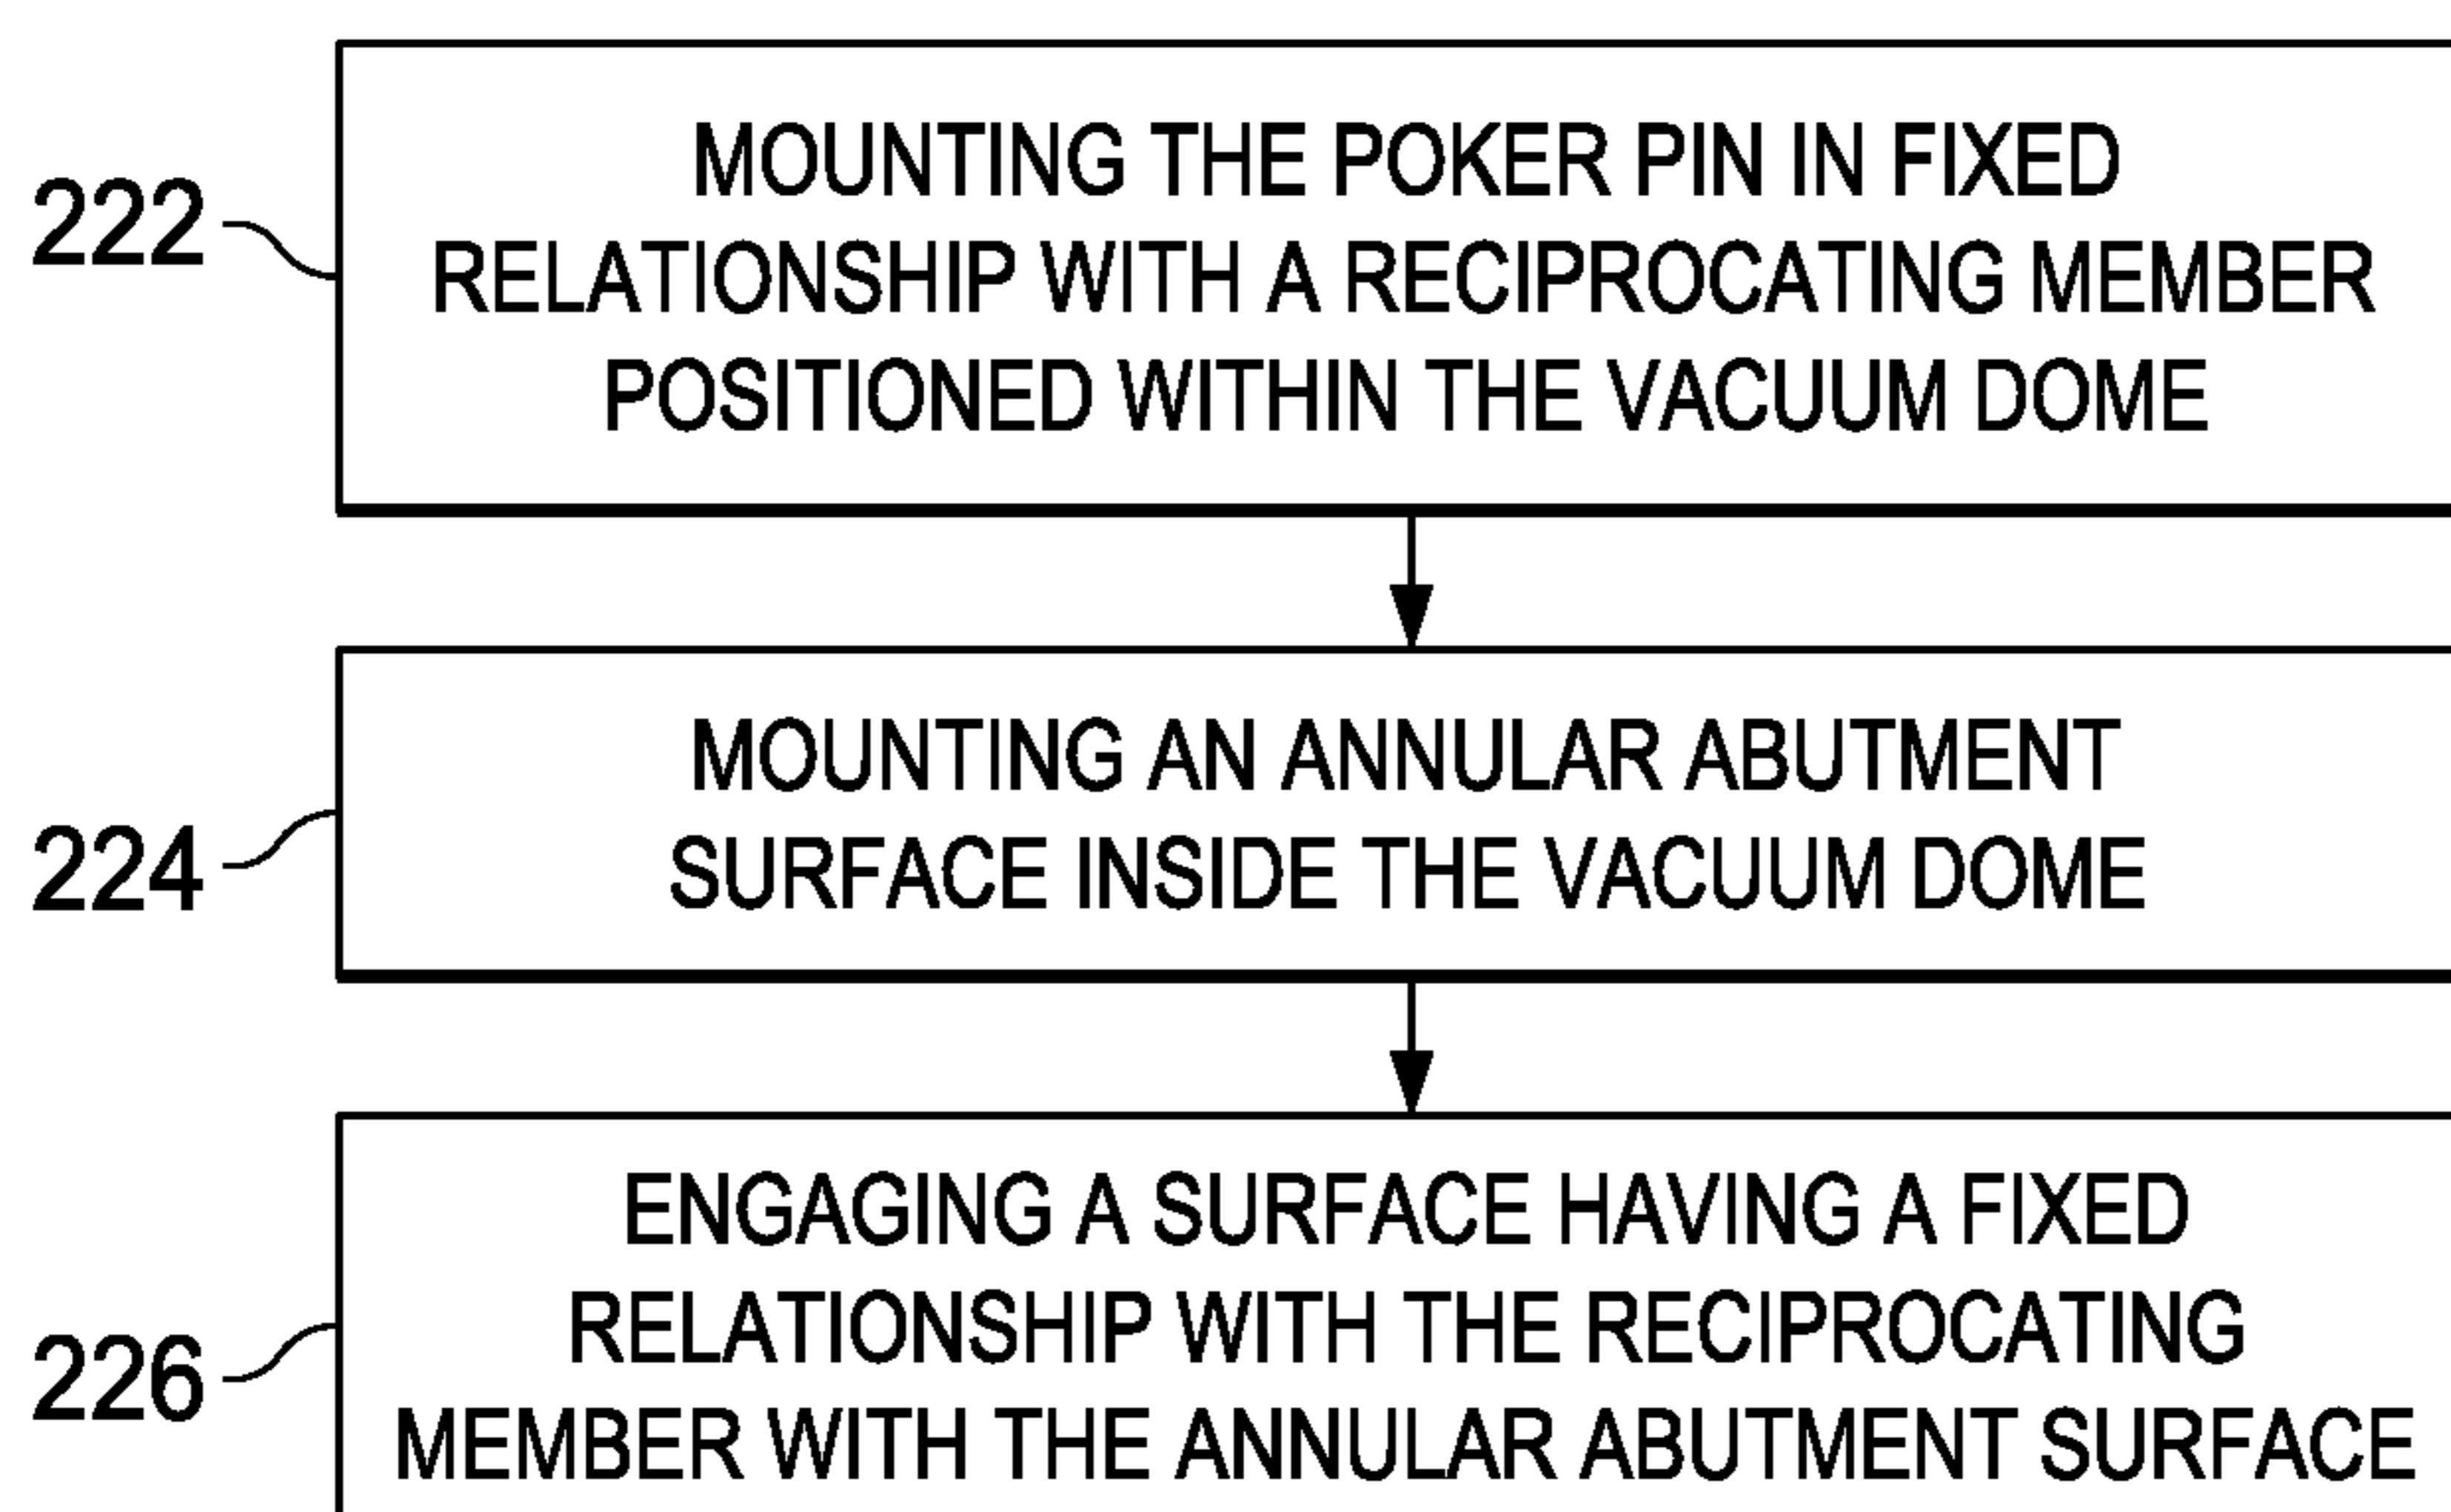 222
MOUNTING THE POKER PIN IN FIXED
RELATIONSHIP WITH A RECIPROCATING MEMBER
POSITIONED WITHIN THE VACUUM DOME
224
MOUNTING AN ANNULAR ABUTMENT
SURFACE INSIDE THE VACUUM DOME
226
ENGAGING A SURFACE HAVING A FIXED
RELATIONSHIP WITH THE RECIPROCATING
MEMBER WITH THE ANNULAR ABUTMENT SURFACE